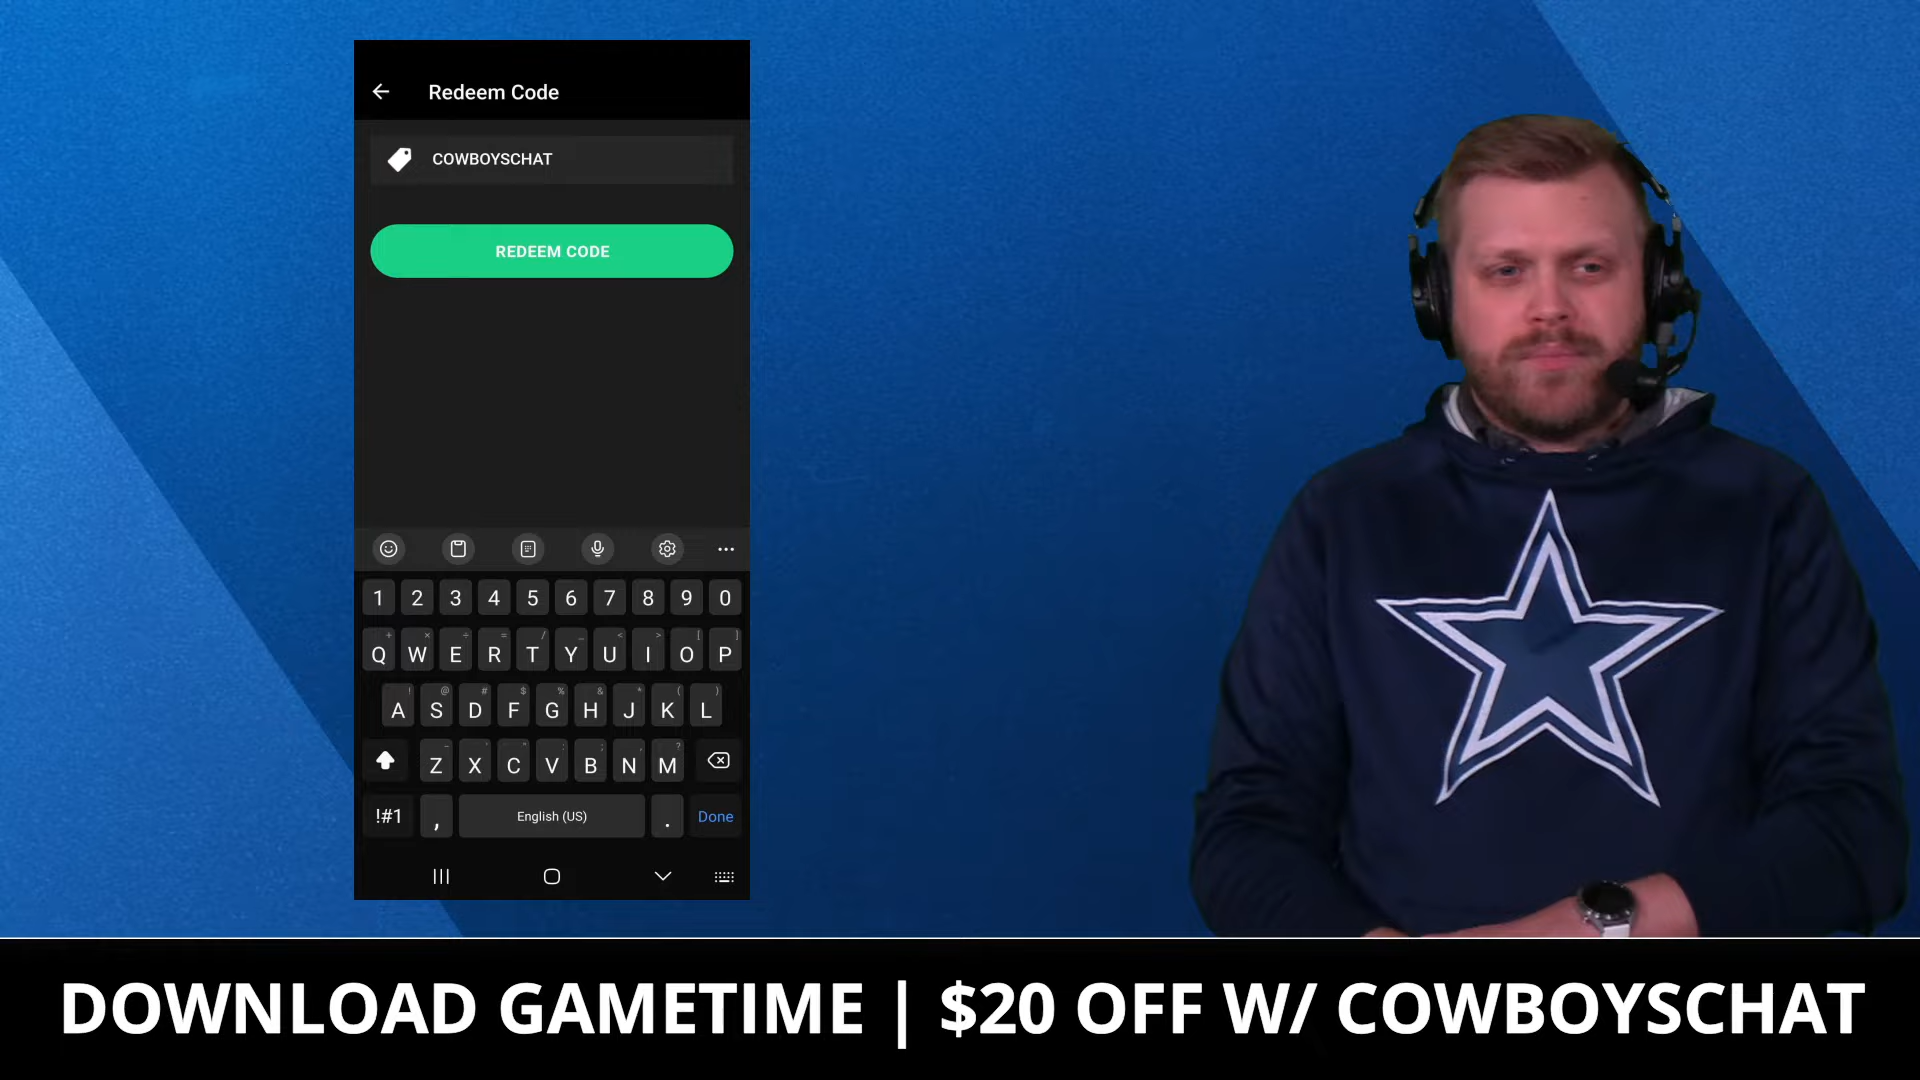 Redeem Code
COWBOYSCHAT
REDEEM CODE
1 2 3 4 5 6 7 8 9 0
Q W E R T Y U I O P
A S D F G H J K L
Z X C V B N M
!#1 , English (US) . Done
DOWNLOAD GAMETIME | $20 OFF W/ COWBOYSCHAT